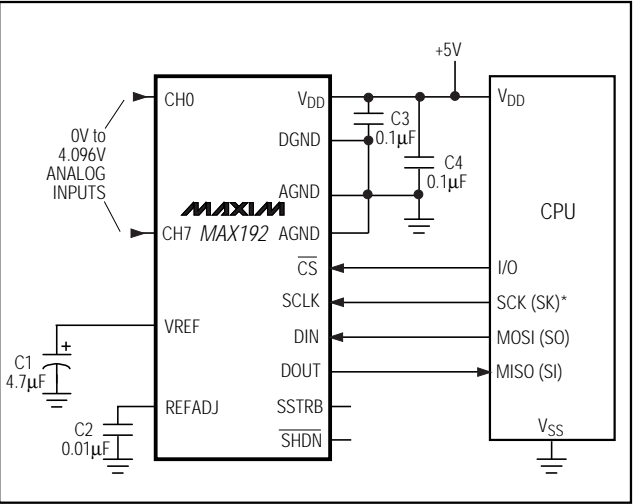 +5V
CH0
VDD
VDD
0V to
4.096V
ANALOG
INPUTS
C3
0.1µF
DGND
C4
0.1µF
AGND
MAXIM
CH7 MAX192 AGND
CPU
CS
I/O
SCLK
SCK (SK)*
VREF
DIN
MOSI (SO)
+
C1
4.7µF
DOUT
MISO (SI)
REFADJ
SSTRB
C2
0.01µF
SHDN
VSS